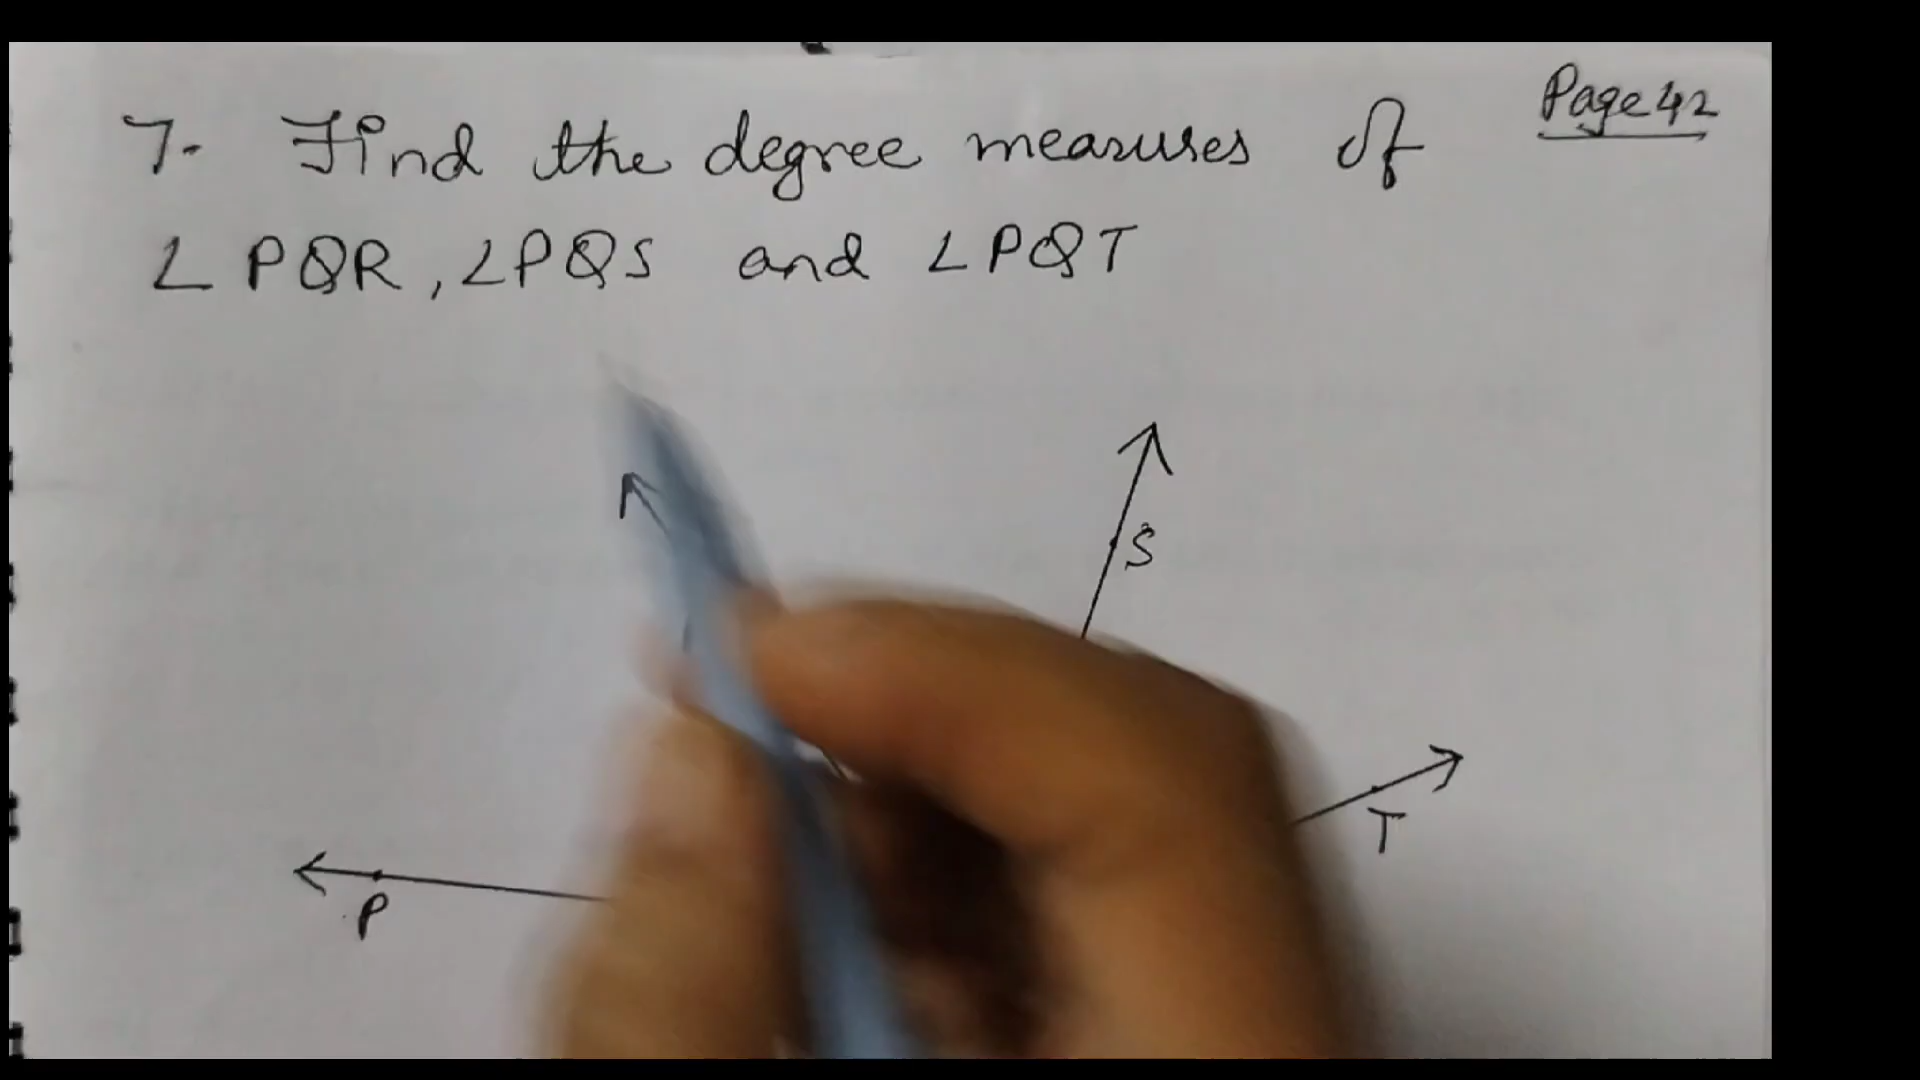 Page 42
7. Find the degree measures of
∠PQR, ∠PQS and ∠PQT
S
T
P